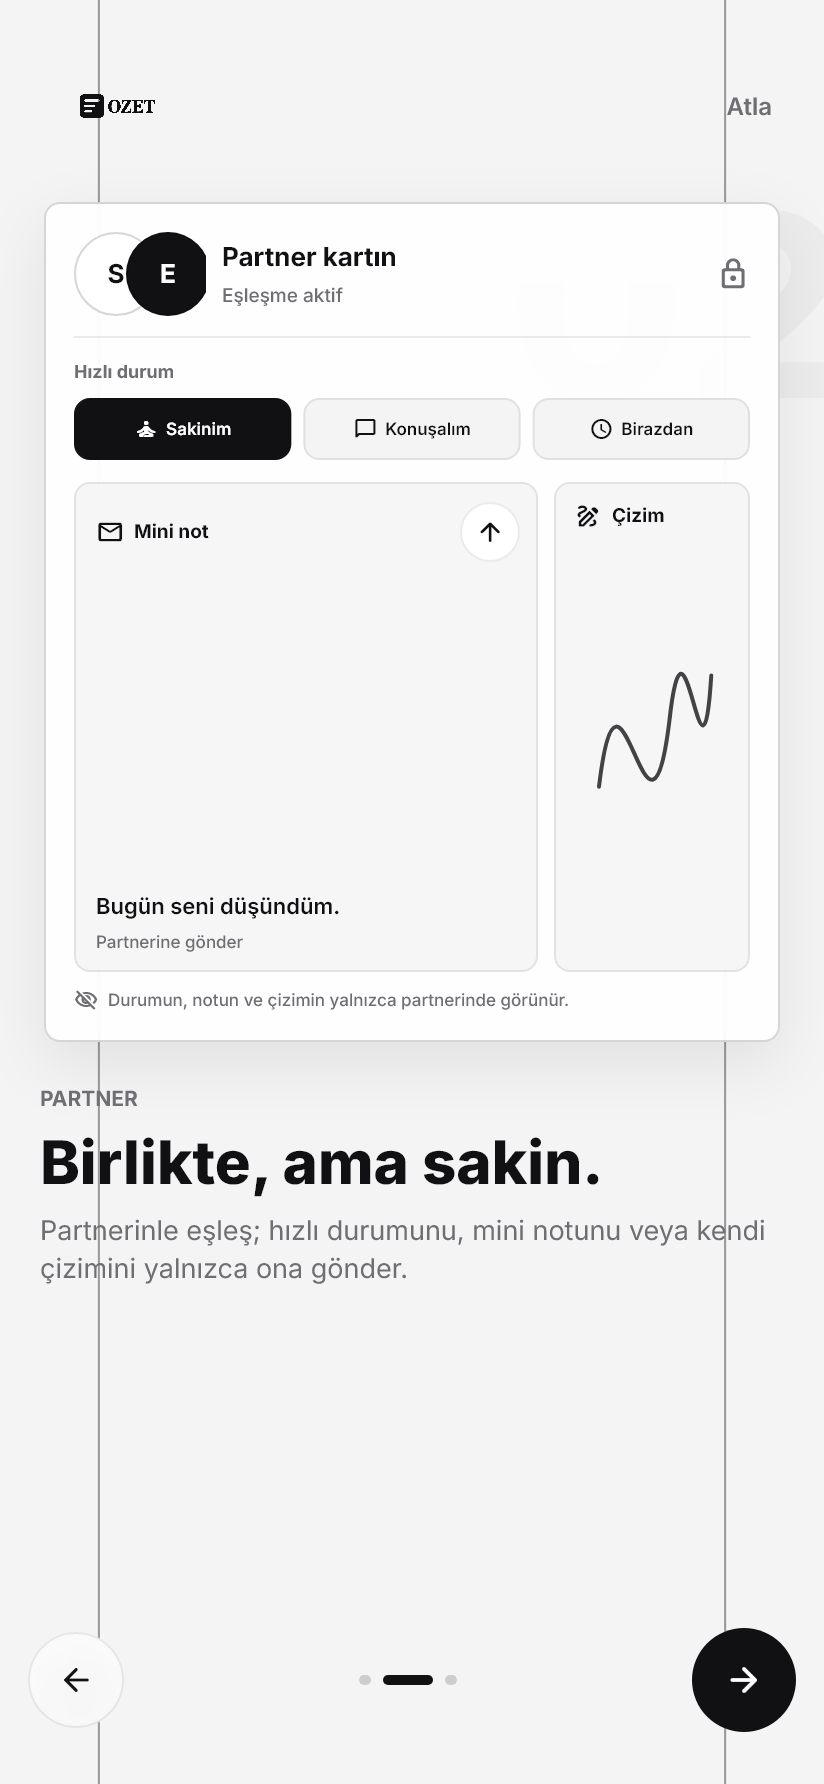 OZET
Atla
S E
Partner kartın
Eşleşme aktif
Hızlı durum
Sakinim
Konuşalım
Birazdan
Mini not
Çizim
Bugün seni düşündüm.
Partnerine gönder
Durumun, notun ve çizimin yalnızca partnerinde görünür.
PARTNER
Birlikte, ama sakin.
Partnerinle eşleş; hızlı durumunu, mini notunu veya kendi
çizimini yalnızca ona gönder.